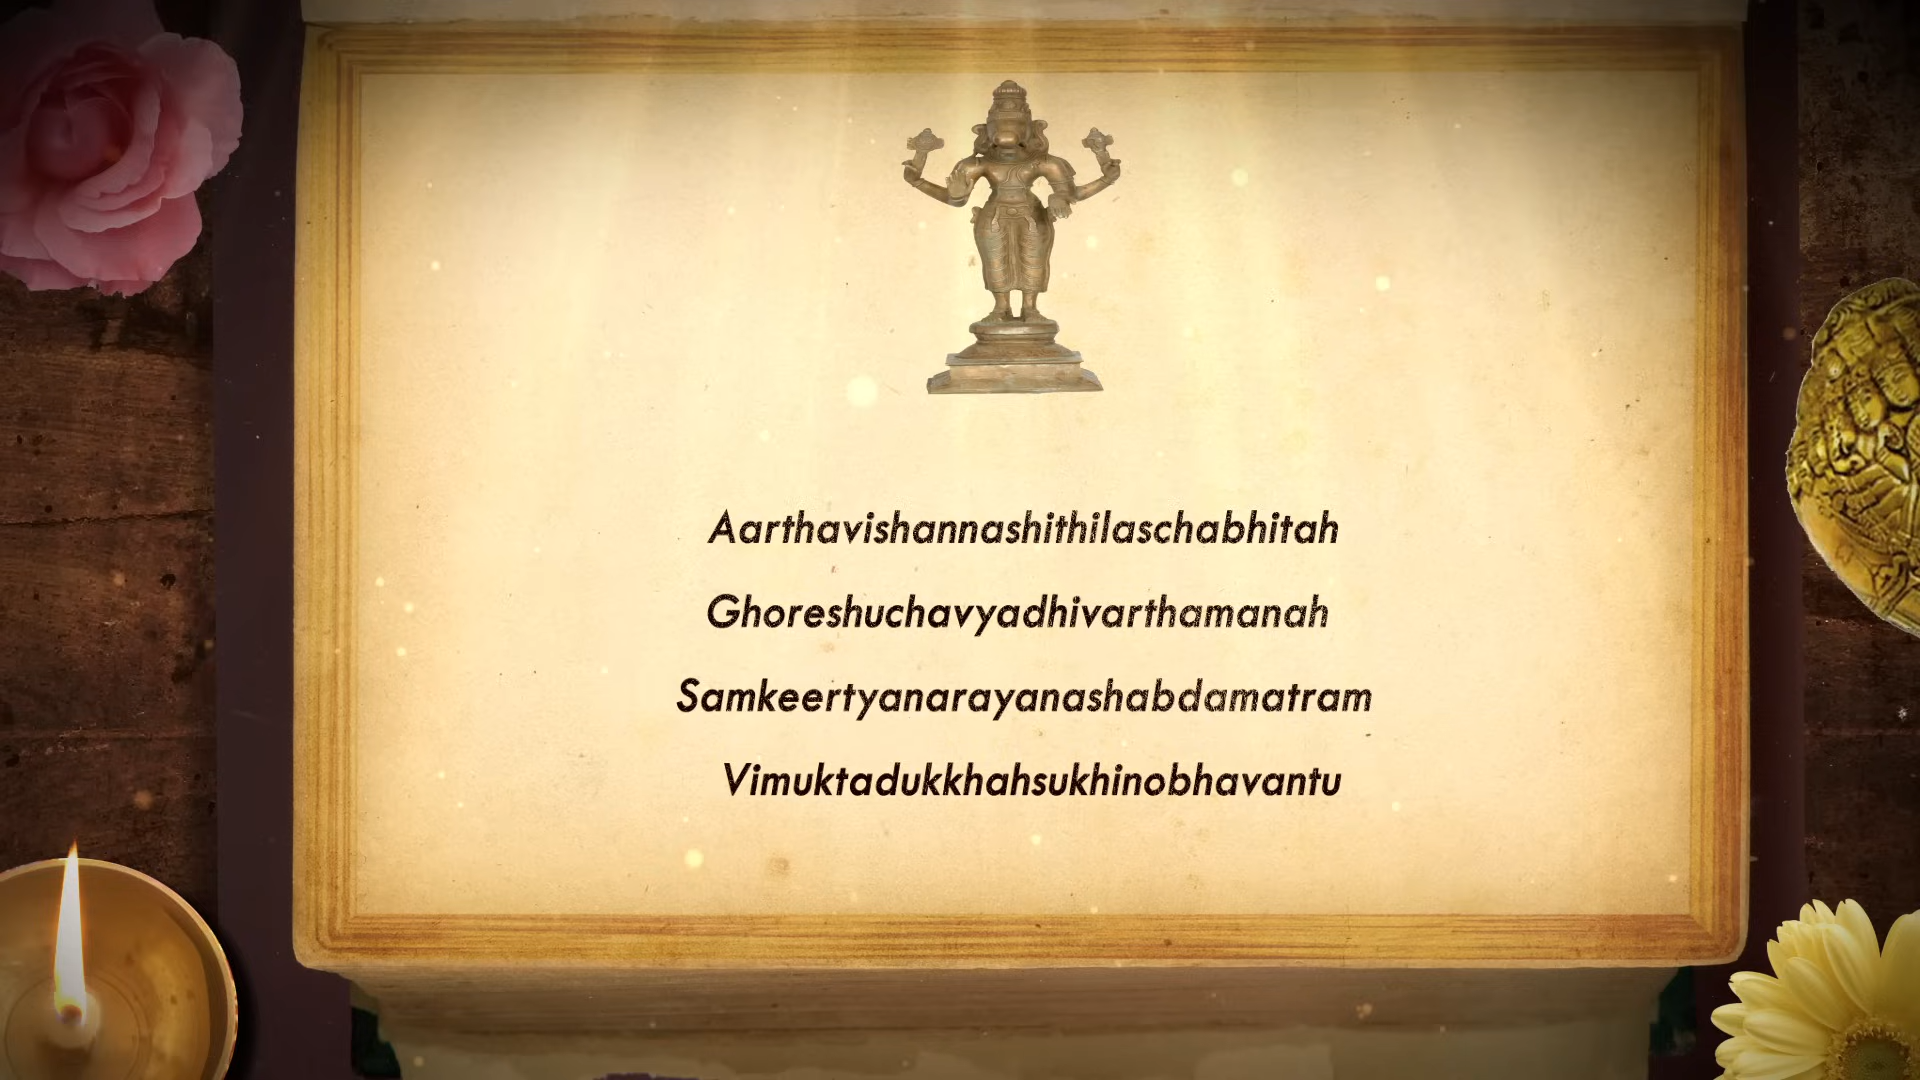 Aarthavishannashithilaschabhitah
Ghoreshuchavyadhivarthamanah
Samkeertyanarayanashabdamatram
Vimuktadukkhahsukhinobhavantu